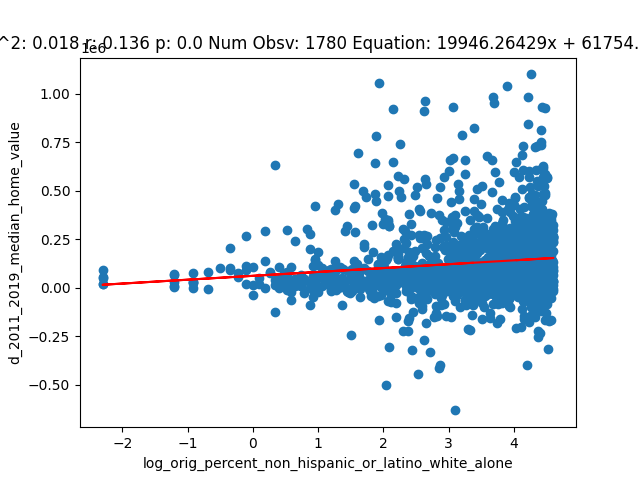 ^2: 0.018 r: 0.136 p: 0.0 Num Obsv: 1780 Equation: 19946.26429x + 61754.
1e6
1.00
0.75
0.50
0.25
0.00
−0.25
−0.50
d_2011_2019_median_home_value
−2 −1 0 1 2 3 4
log_orig_percent_non_hispanic_or_latino_white_alone